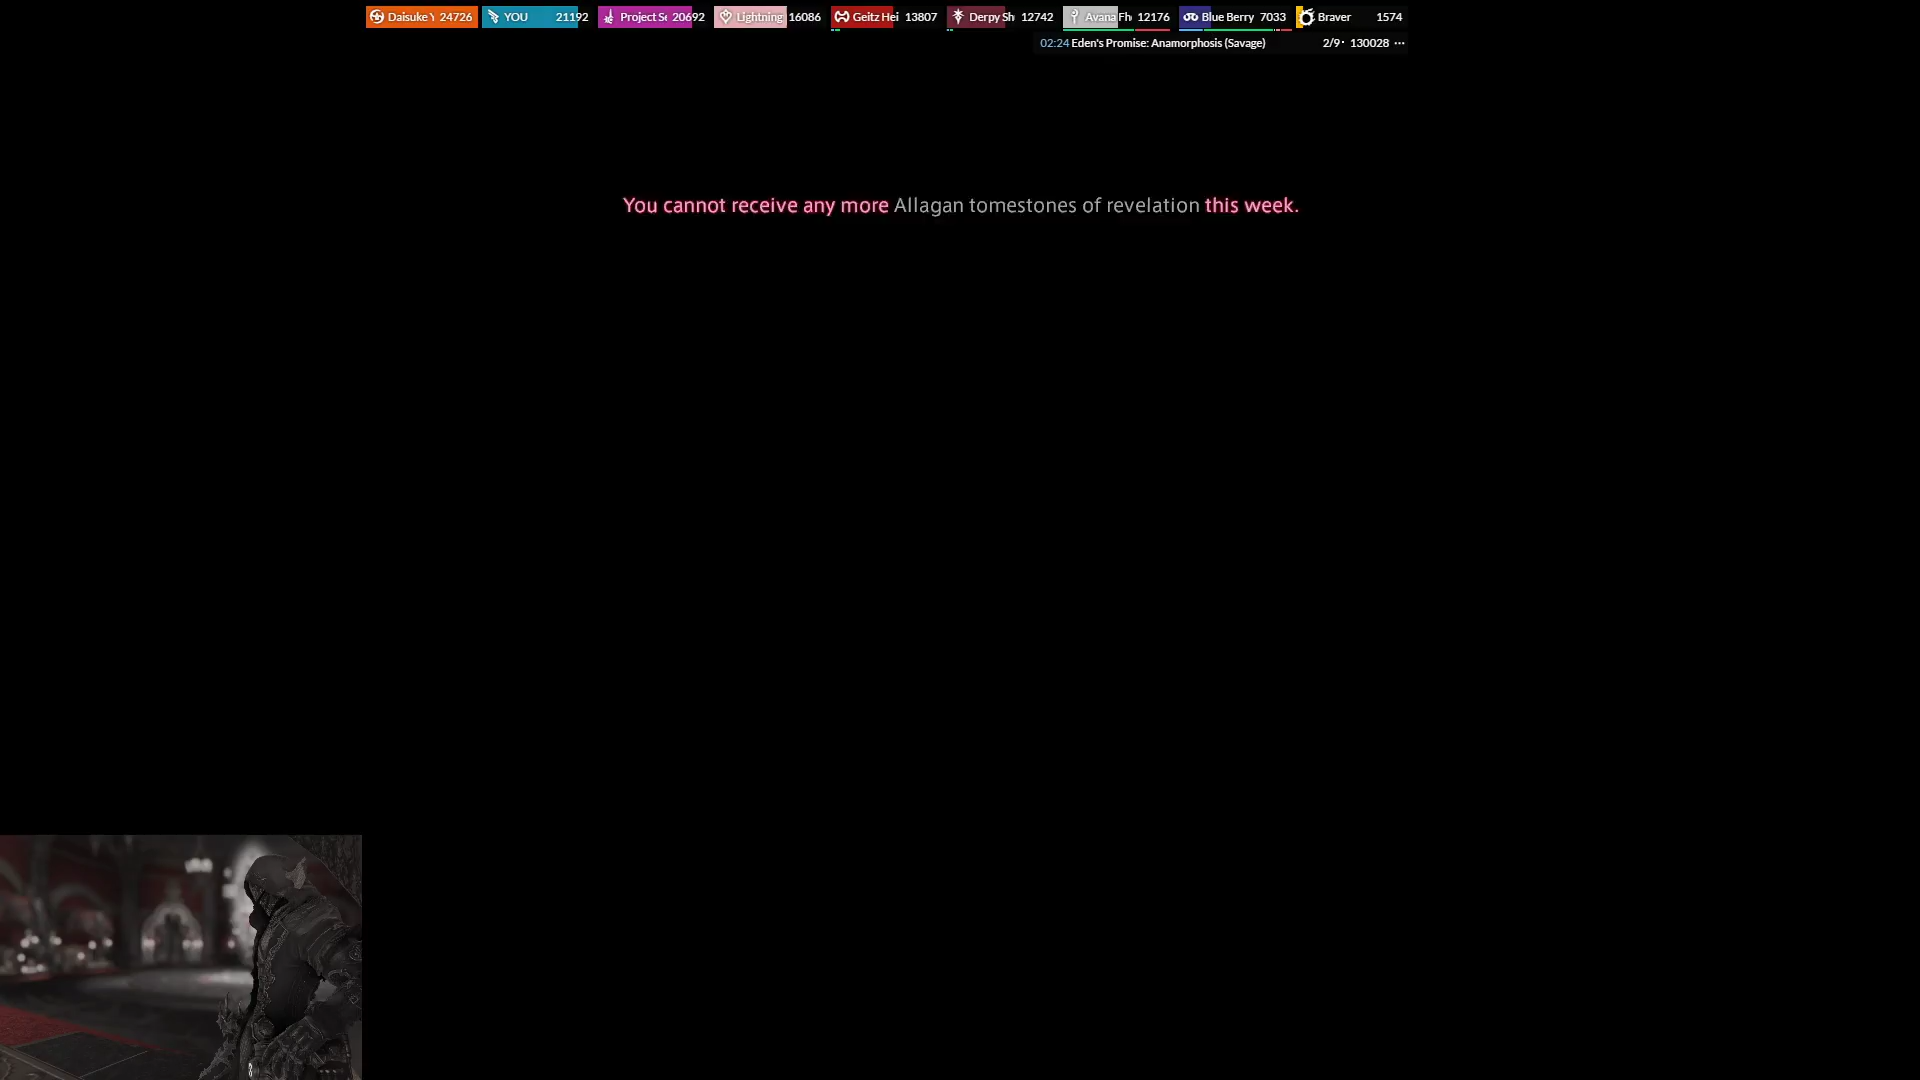 Daisuke 24726 YOU 21192 Project Se 20692 Lightning 16086 Geitz Hei 13807 Derpy Sh 12742 Avana Fh 12176 Blue Berry 7033 Braver 1574
02:24 Eden's Promise: Anamorphosis (Savage) 2/9 · 130028 ...
You cannot receive any more Allagan tomestones of revelation this week.